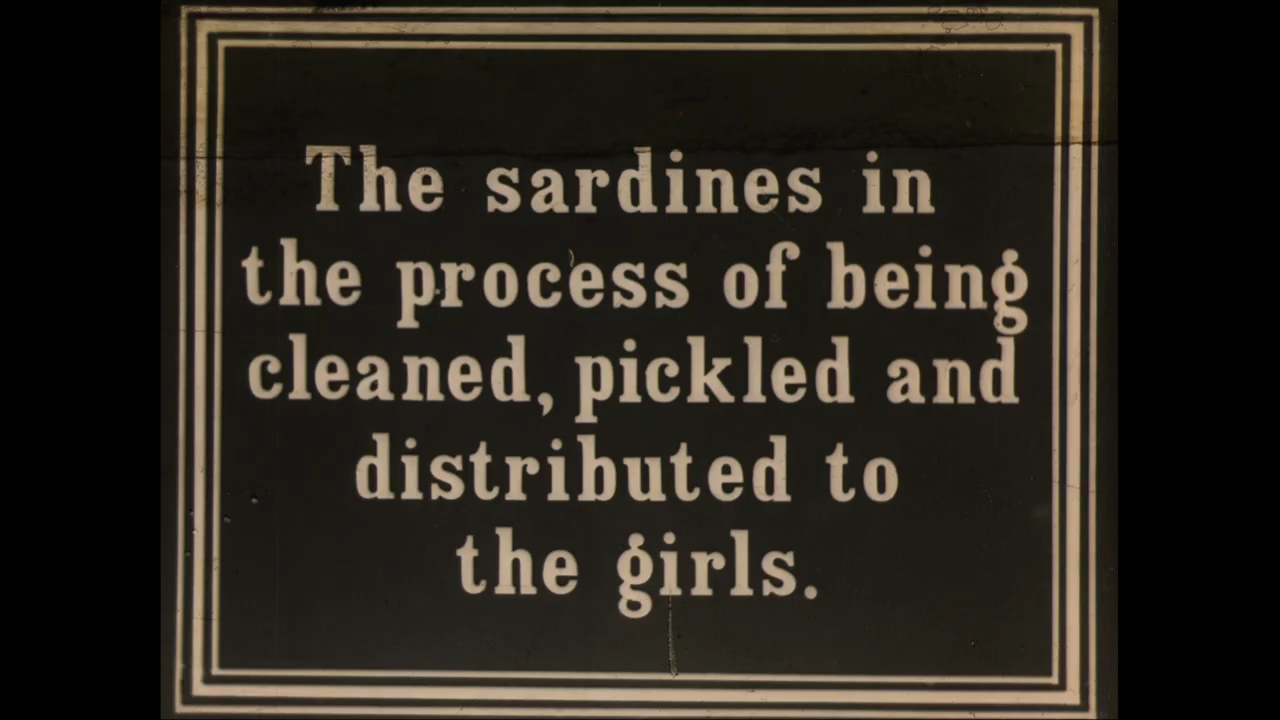 The sardines in
the process of being
cleaned, pickled and
distributed to
the girls.